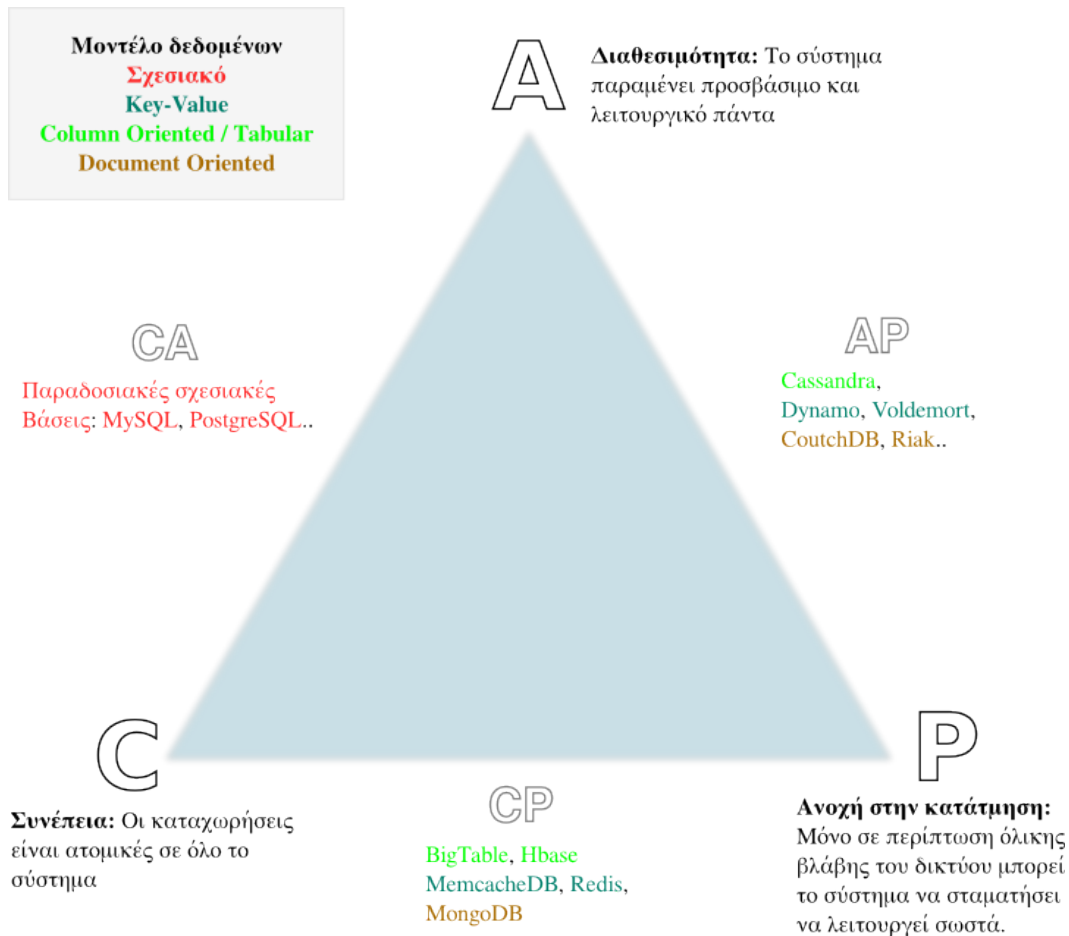 Μοντέλο δεδομένων
Σχεσιακό
Key-Value
Column Oriented / Tabular
Document Oriented
A
Διαθεσιμότητα: Το σύστημα
παραμένει προσβάσιμο και
λειτουργικό πάντα
CA
Παραδοσιακές σχεσιακές
Βάσεις: MySQL, PostgreSQL..
AP
Cassandra,
Dynamo, Voldemort,
CoutchDB, Riak..
C
Συνέπεια: Οι καταχωρήσεις
είναι ατομικές σε όλο το
σύστημα
CP
BigTable, Hbase
MemcacheDB, Redis,
MongoDB
P
Ανοχή στην κατάτμηση:
Μόνο σε περίπτωση όλικης
βλάβης του δικτύου μπορεί
το σύστημα να σταματήσει
να λειτουργεί σωστά.